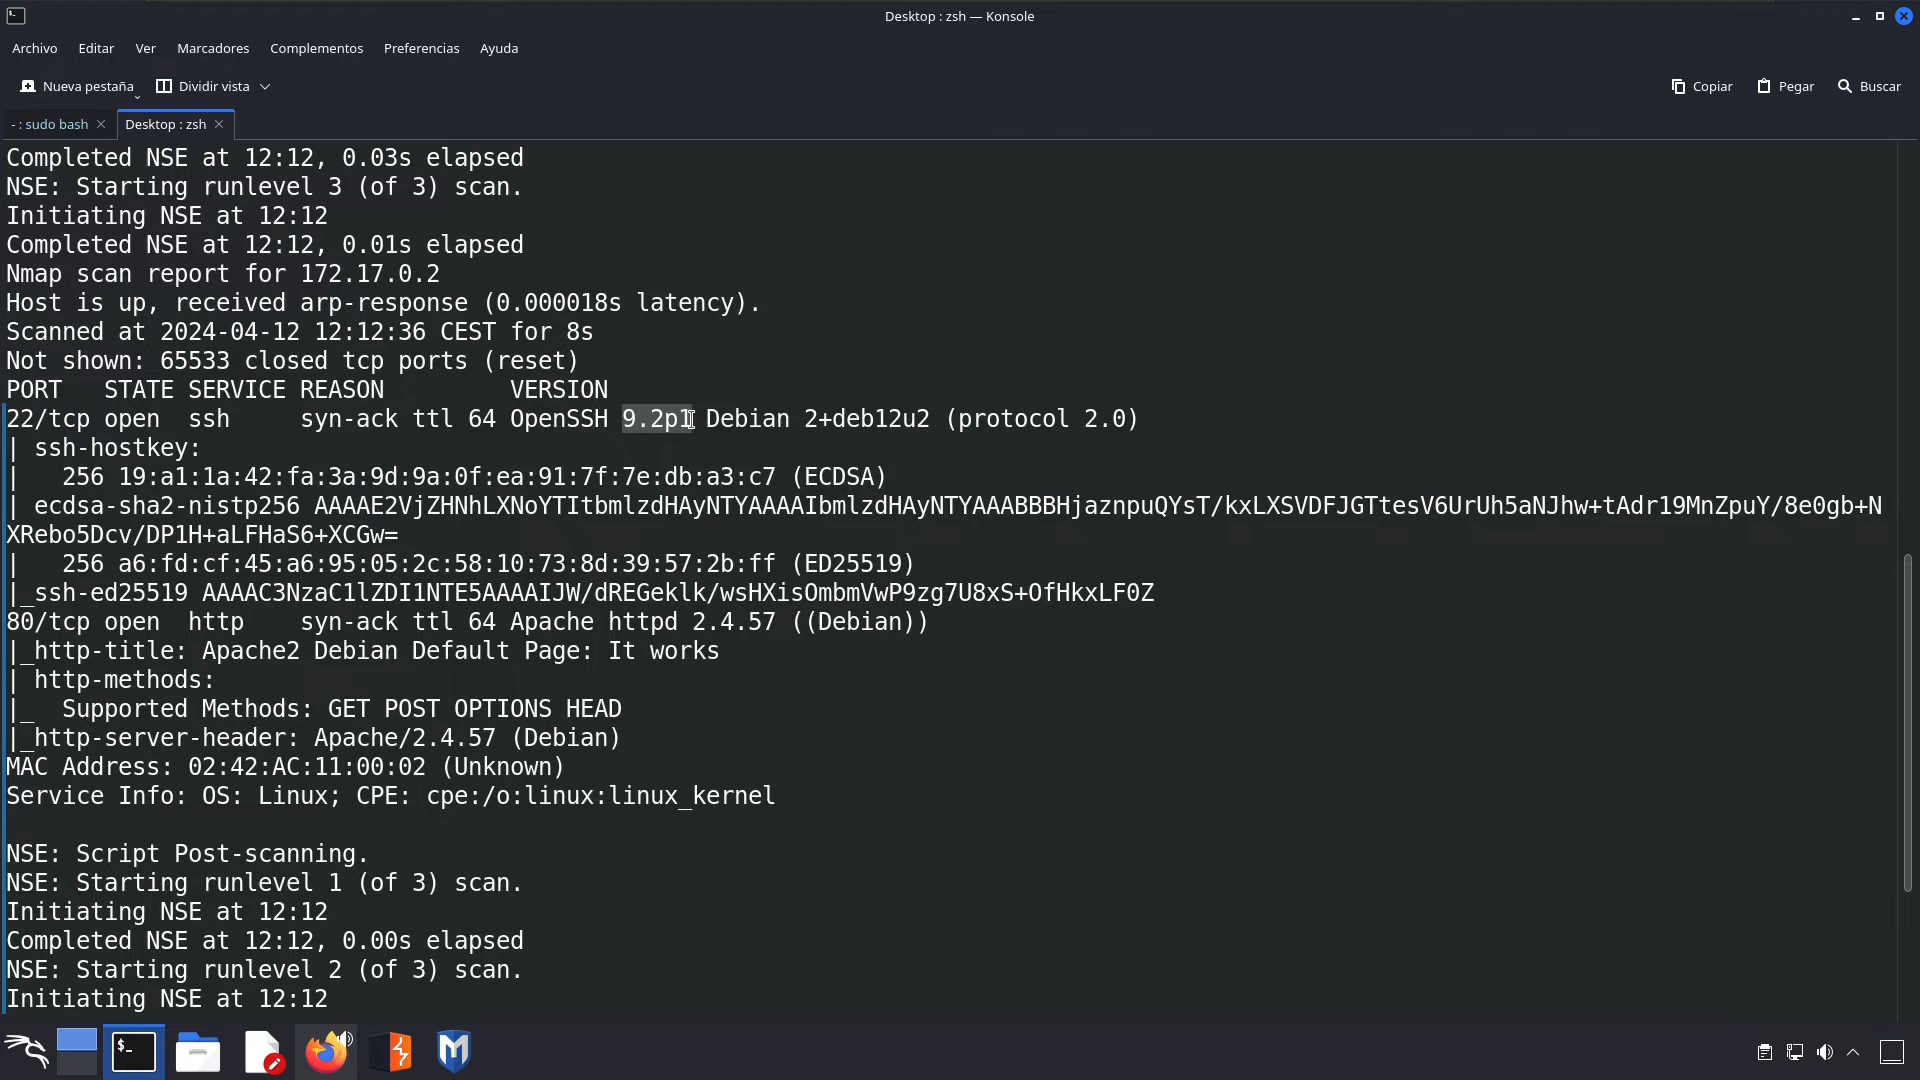 Desktop : zsh — Konsole
Archivo Editar Ver Marcadores Complementos Preferencias Ayuda
Nueva pestaña Dividir vista Copiar Pegar Buscar
- : sudo bash Desktop : zsh
Completed NSE at 12:12, 0.03s elapsed
NSE: Starting runlevel 3 (of 3) scan.
Initiating NSE at 12:12
Completed NSE at 12:12, 0.01s elapsed
Nmap scan report for 172.17.0.2
Host is up, received arp-response (0.000018s latency).
Scanned at 2024-04-12 12:12:36 CEST for 8s
Not shown: 65533 closed tcp ports (reset)
PORT   STATE SERVICE REASON         VERSION
22/tcp open  ssh     syn-ack ttl 64 OpenSSH 9.2p1 Debian 2+deb12u2 (protocol 2.0)
| ssh-hostkey:
|   256 19:a1:1a:42:fa:3a:9d:9a:0f:ea:91:7f:7e:db:a3:c7 (ECDSA)
| ecdsa-sha2-nistp256 AAAAE2VjZHNhLXNoYTItbmlzdHAyNTYAAAAIbmlzdHAyNTYAAABBBHjaznpuQYsT/kxLXSVDFJGTtesV6UrUh5aNJhw+tAdr19MnZpuY/8e0gb+N
XRebo5Dcv/DP1H+aLFHaS6+XCGw=
|   256 a6:fd:cf:45:a6:95:05:2c:58:10:73:8d:39:57:2b:ff (ED25519)
|_ssh-ed25519 AAAAC3NzaC1lZDI1NTE5AAAAIJW/dREGeklk/wsHXisOmbmVwP9zg7U8xS+OfHkxLF0Z
80/tcp open  http    syn-ack ttl 64 Apache httpd 2.4.57 ((Debian))
|_http-title: Apache2 Debian Default Page: It works
| http-methods:
|_  Supported Methods: GET POST OPTIONS HEAD
|_http-server-header: Apache/2.4.57 (Debian)
MAC Address: 02:42:AC:11:00:02 (Unknown)
Service Info: OS: Linux; CPE: cpe:/o:linux:linux_kernel
NSE: Script Post-scanning.
NSE: Starting runlevel 1 (of 3) scan.
Initiating NSE at 12:12
Completed NSE at 12:12, 0.00s elapsed
NSE: Starting runlevel 2 (of 3) scan.
Initiating NSE at 12:12